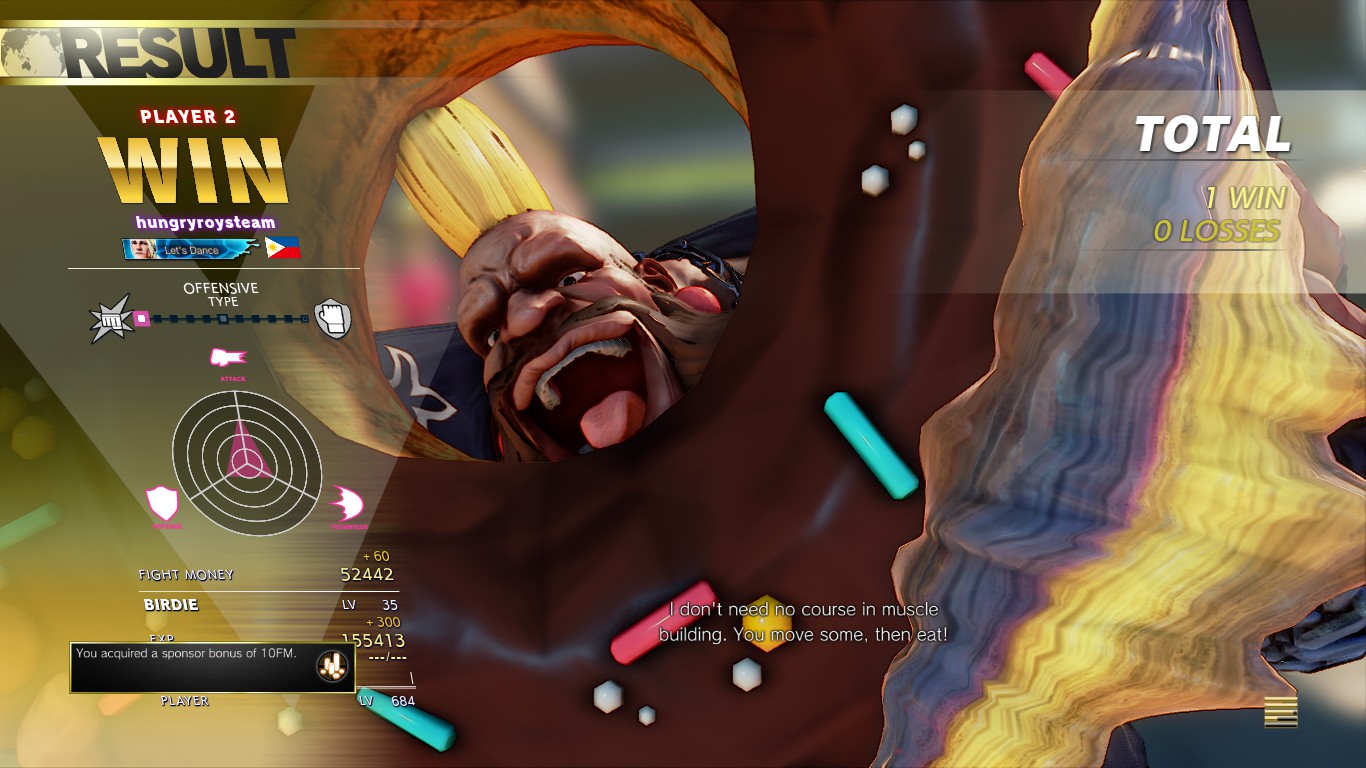 RESULT
PLAYER 2
WIN
hungryroysteam
Let's Dance
OFFENSIVE
TYPE
ATTACK
DEFENSE
TECHNIQUE
+ 60
FIGHT MONEY 52442
BIRDIE LV 35
+ 300
EXP 155413
---/---
You acquired a sponsor bonus of 10FM.
PLAYER LV 684
TOTAL
1 WIN
0 LOSSES
I don't need no course in muscle
building. You move some, then eat!